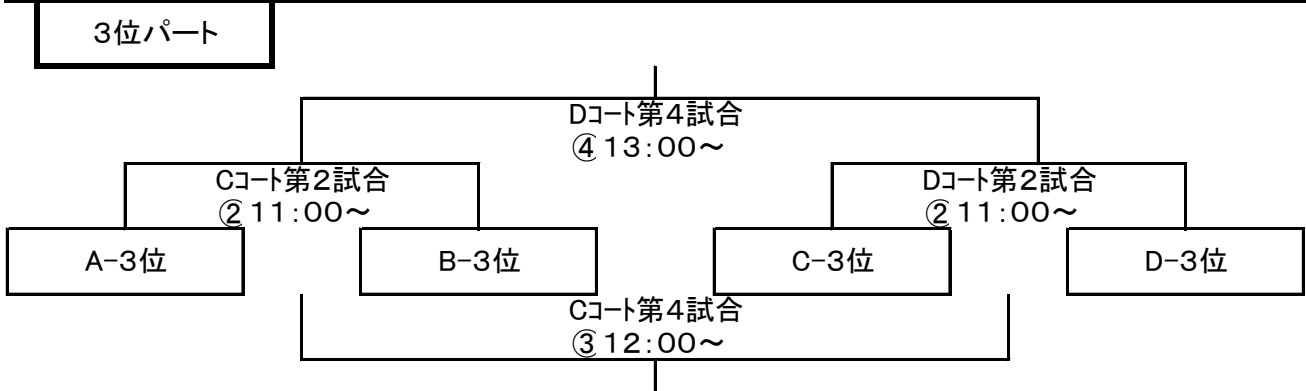 3位パート
Dｺｰﾄ第4試合
④13:00～
Cｺｰﾄ第2試合
②11:00～
Dｺｰﾄ第2試合
②11:00～
A-3位
B-3位
C-3位
D-3位
Cｺｰﾄ第4試合
③12:00～